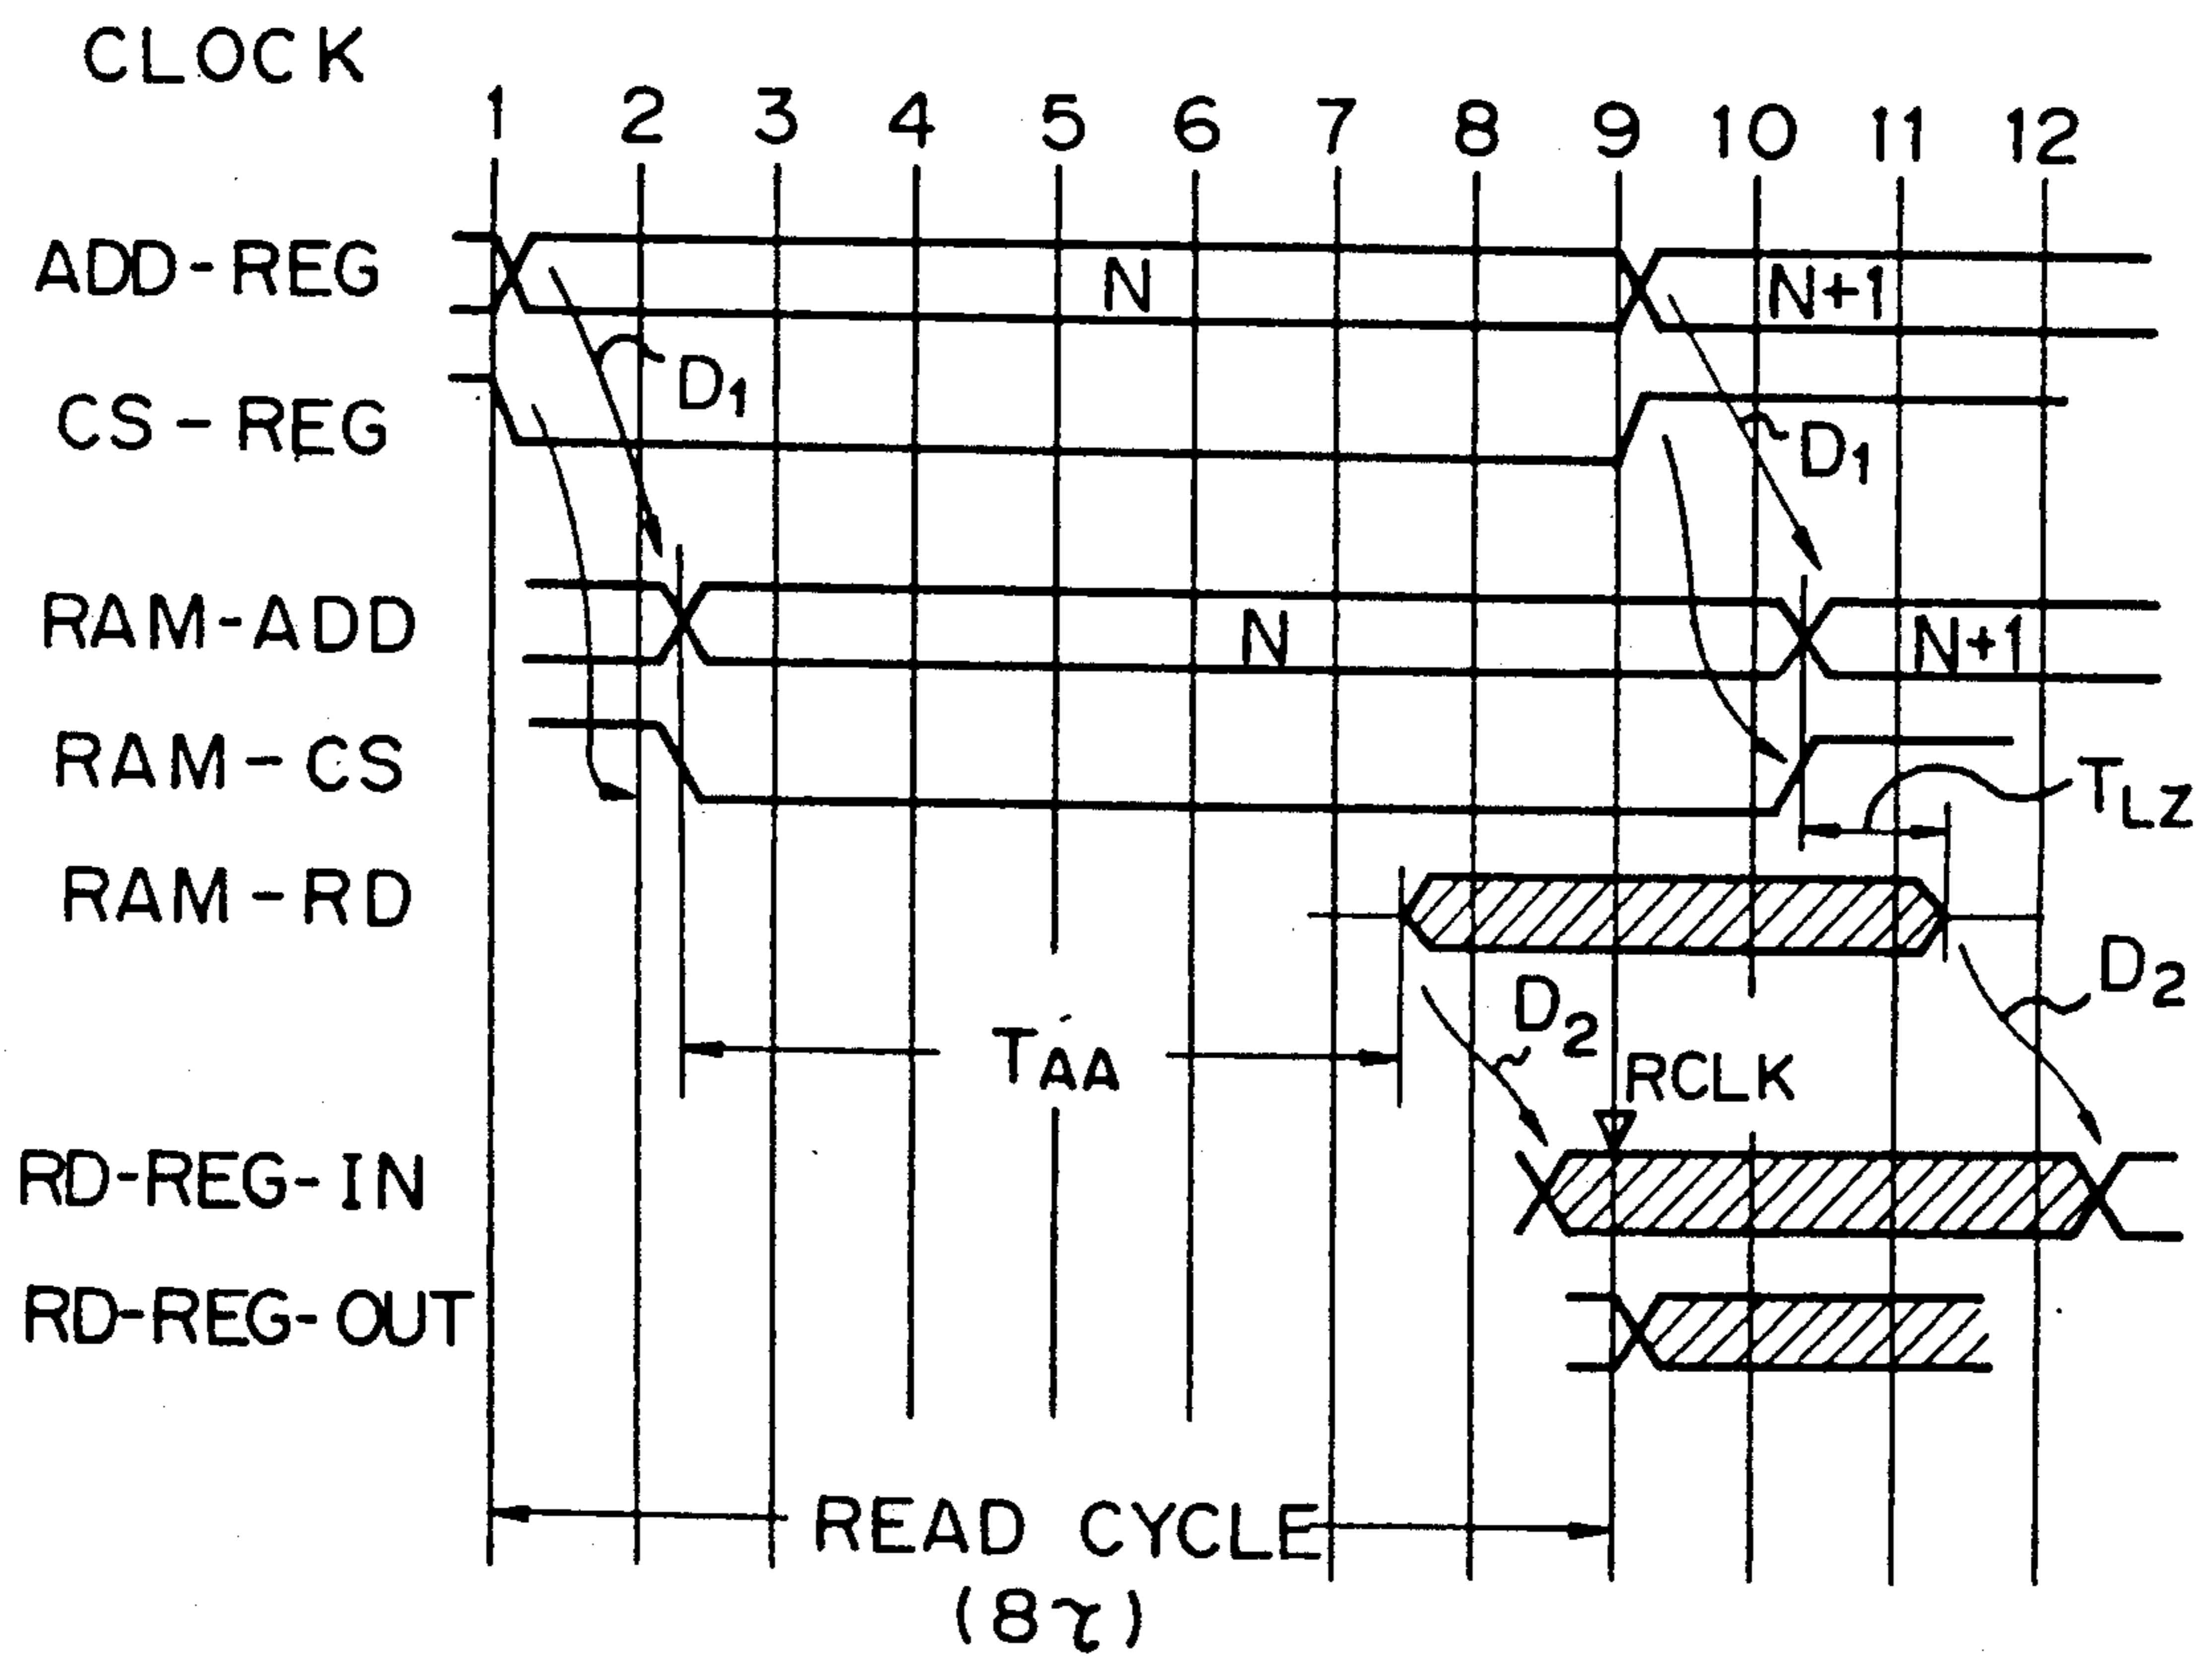 CLOCK
1 2 3 4 5 6 7 8 9 10 11 12
ADD-REG N N+1
D1
CS-REG D1
RAM-ADD N N+1
RAM-CS TLZ
RAM-RD
D2 D2
TAA RCLK
RD-REG-IN
RD-REG-OUT
READ CYCLE
(8τ)